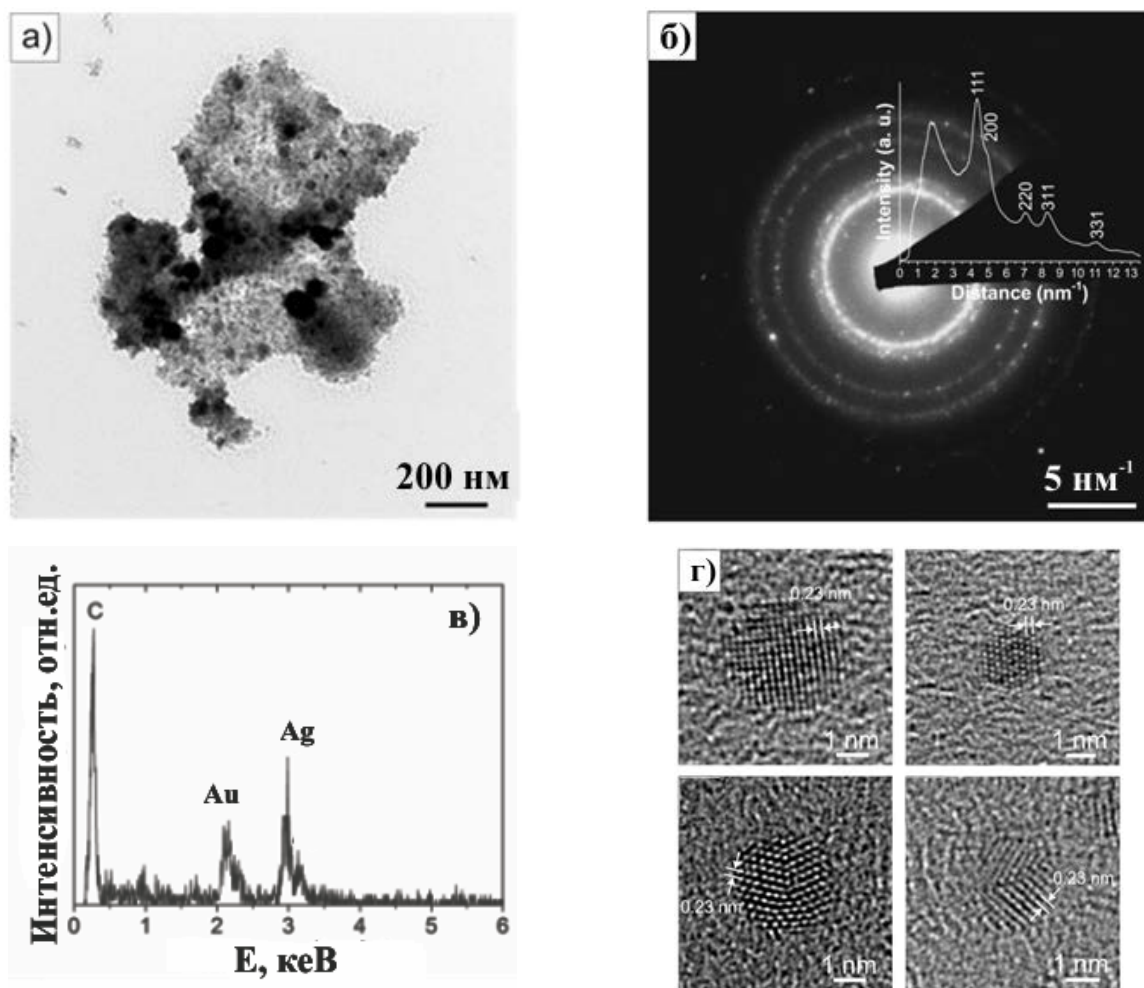 а)
200 нм
б)
Intensity (a. u.)
111
200
220
311
331
0 1 2 3 4 5 6 7 8 9 10 11 12 13
Distance (nm-1)
5 нм-1
в)
Интенсивность, отн.ед.
C
Au
Ag
0 1 2 3 4 5 6
E, кеВ
г)
0.23 nm
1 nm
0.23 nm
1 nm
0.23 nm
1 nm
0.23 nm
1 nm